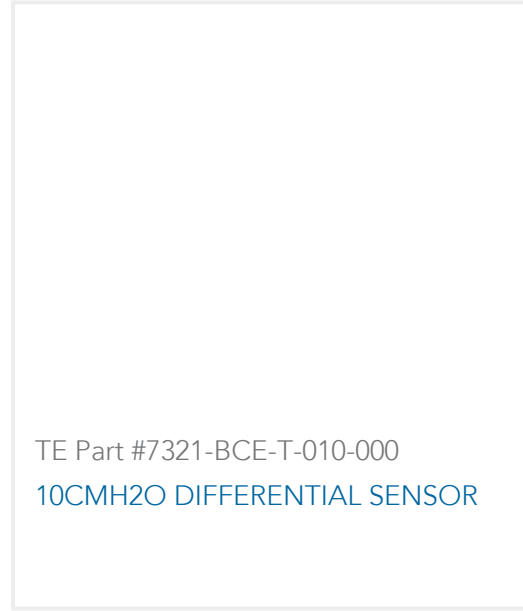 TE Part #7321-BCE-T-010-000
10CMH2O DIFFERENTIAL SENSOR